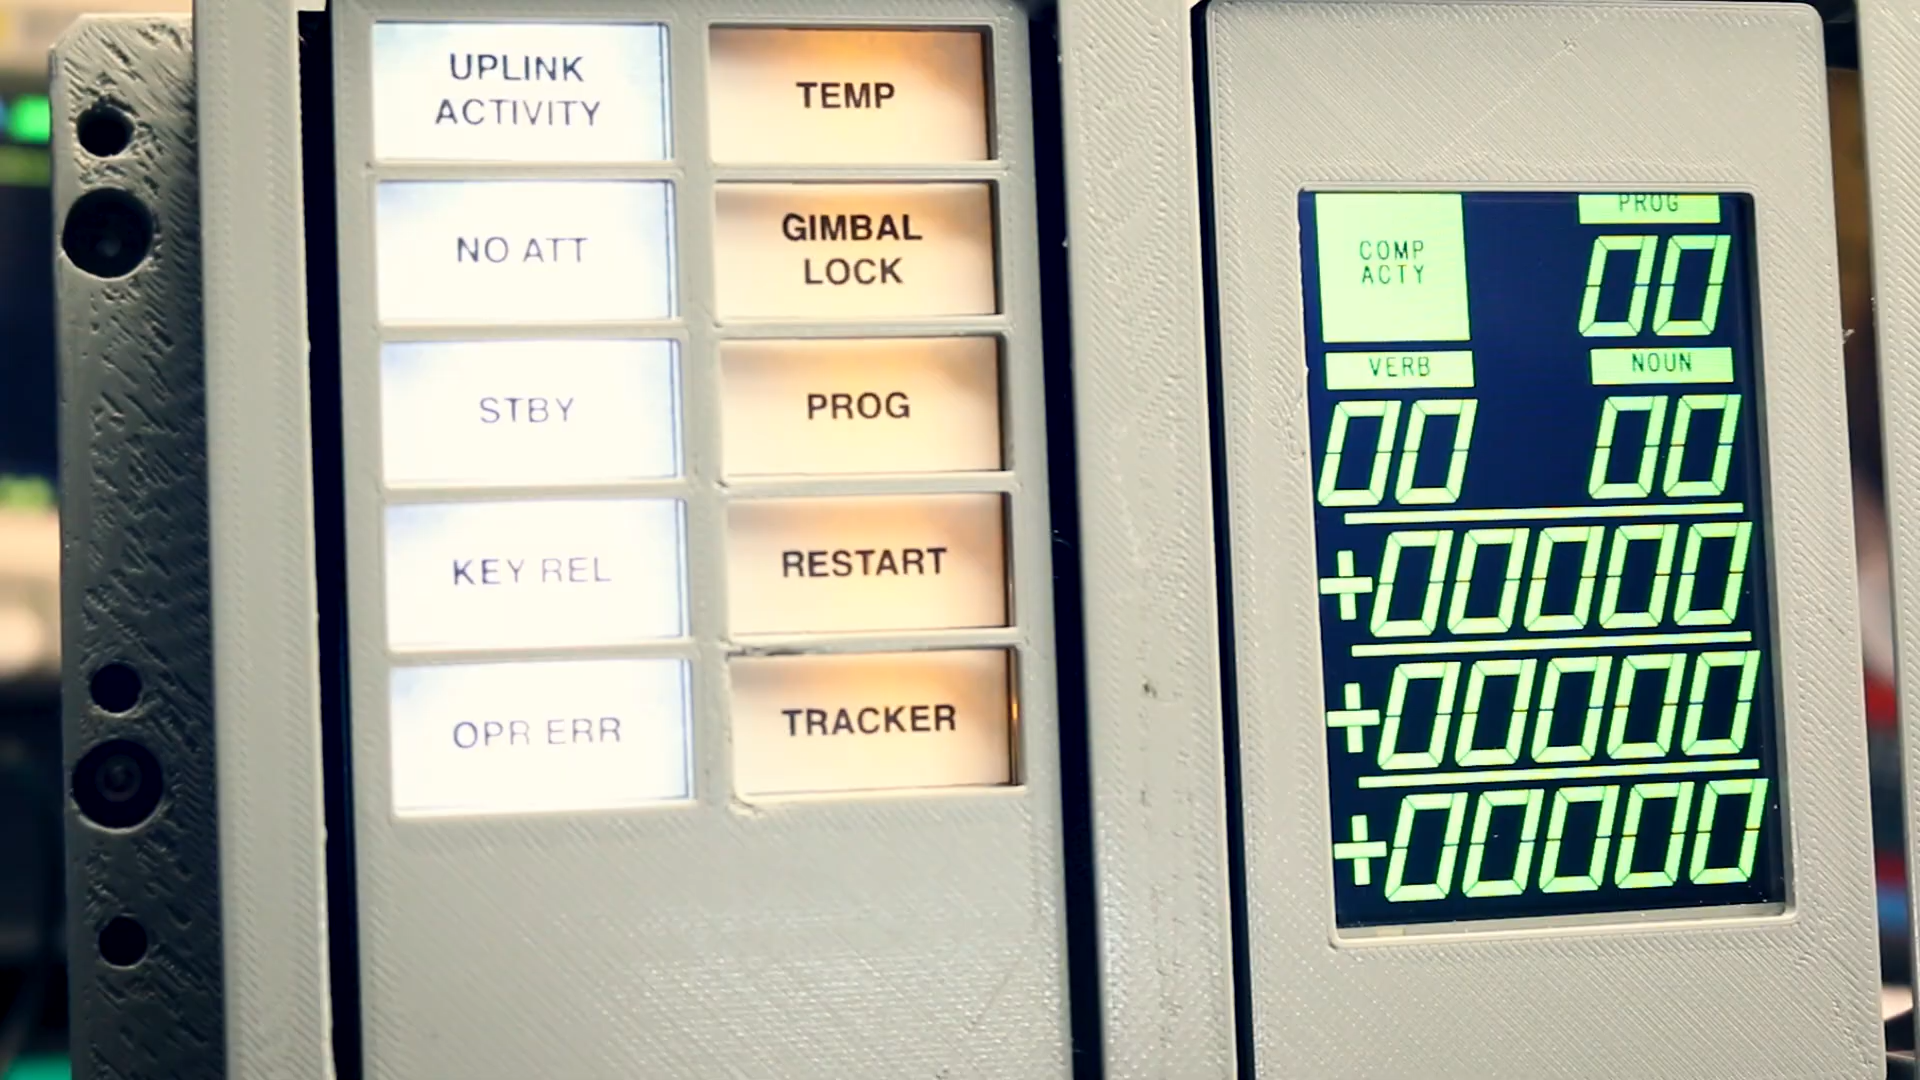 UPLINK
ACTIVITY
TEMP
NO ATT
GIMBAL
LOCK
STBY
PROG
KEY REL
RESTART
OPR ERR
TRACKER
COMP
ACTY
PROG
00
VERB
NOUN
00
00
+00000
+00000
+00000